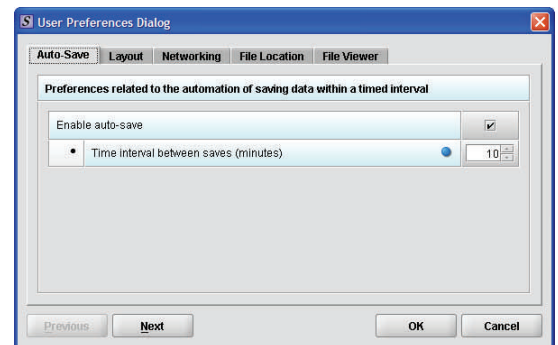 S User Preferences Dialog
Auto-Save Layout Networking File Location File Viewer
Preferences related to the automation of saving data within a timed interval
Enable auto-save
• Time interval between saves (minutes) 10
Previous Next OK Cancel